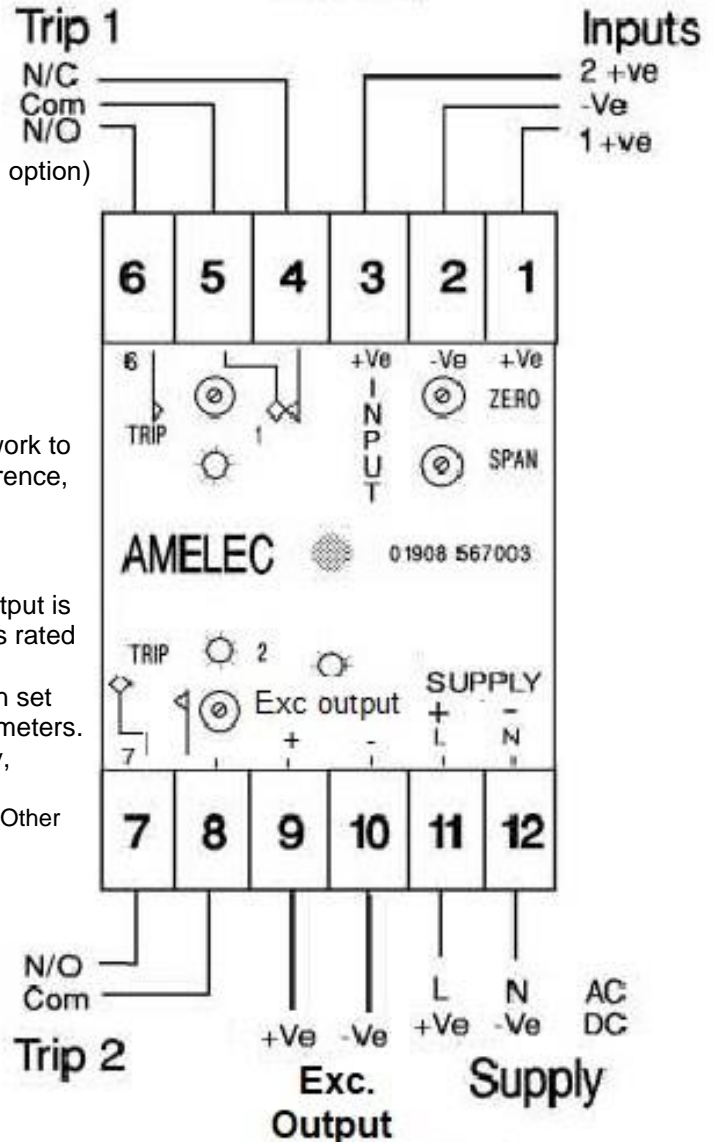 Trip 1
Inputs
N/C
Com
N/O
2 +ve
-Ve
1 +ve
option)
6 5 4 3 2 1
6
+Ve -Ve +Ve
TRIP 1
INPUT
ZERO
SPAN
work to
rence,
AMELEC 01908 567003
tput is
s rated
n set
meters.
Other
TRIP 2
Exc output
SUPPLY
+ - + -
L N
7
7 8 9 10 11 12
N/O
Com
Trip 2
+Ve -Ve
Exc.
Output
L N AC
+Ve -Ve DC
Supply